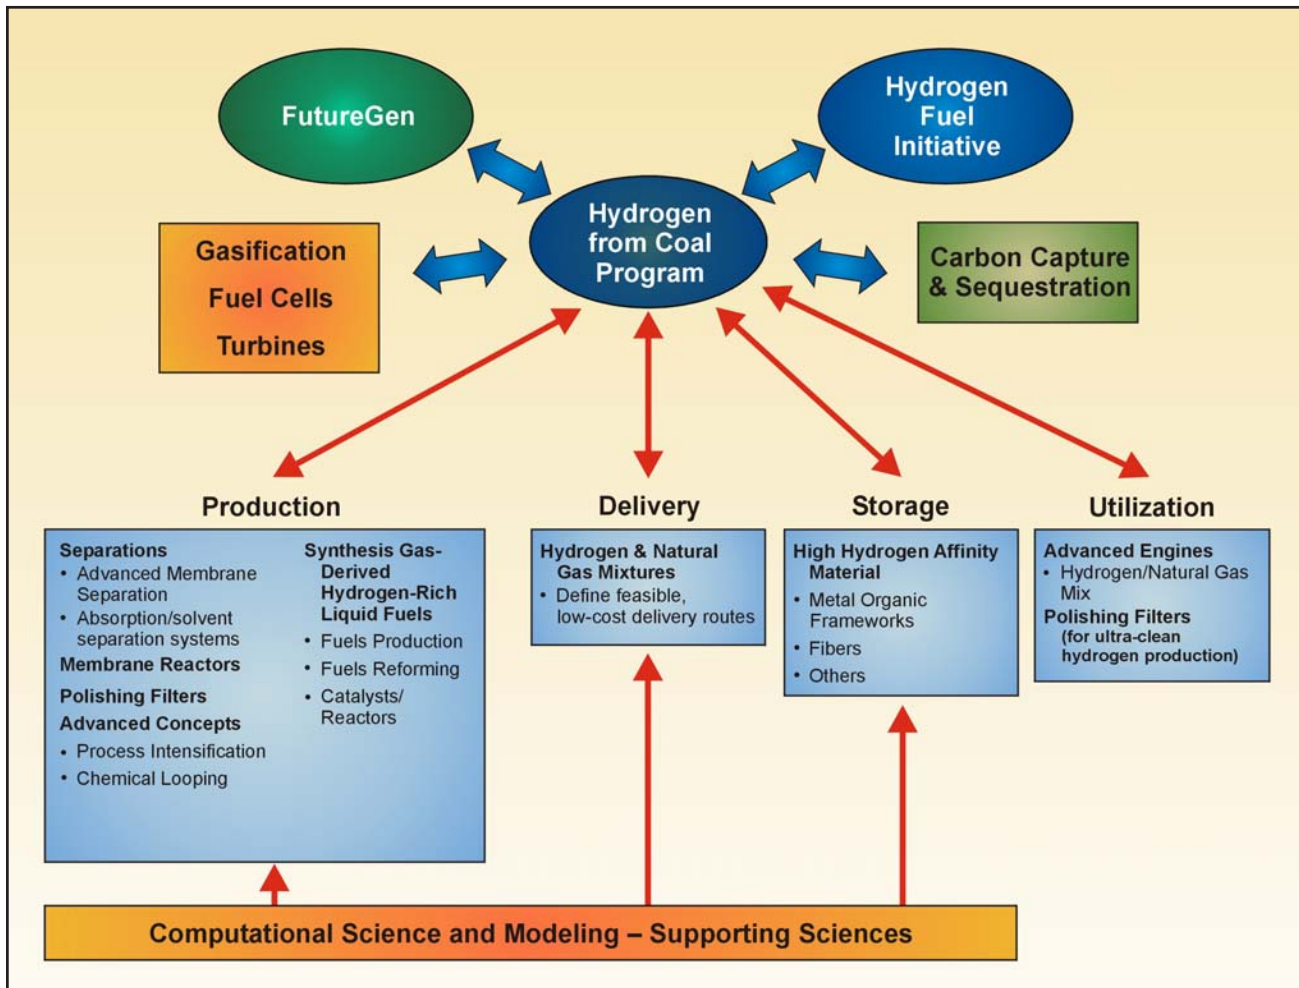 FutureGen
Hydrogen
Fuel
Initiative
Hydrogen
from Coal
Program
Gasification
Fuel Cells
Turbines
Carbon Capture
& Sequestration
Production
Separations
• Advanced Membrane
Separation
• Absorption/solvent
separation systems
Membrane Reactors
Polishing Filters
Advanced Concepts
• Process Intensification
• Chemical Looping
Synthesis Gas-
Derived
Hydrogen-Rich
Liquid Fuels
• Fuels Production
• Fuels Reforming
• Catalysts/
Reactors
Delivery
Hydrogen & Natural
Gas Mixtures
• Define feasible,
low-cost delivery routes
Storage
High Hydrogen Affinity
Material
• Metal Organic
Frameworks
• Fibers
• Others
Utilization
Advanced Engines
• Hydrogen/Natural Gas
Mix
Polishing Filters
(for ultra-clean
hydrogen production)
Computational Science and Modeling – Supporting Sciences